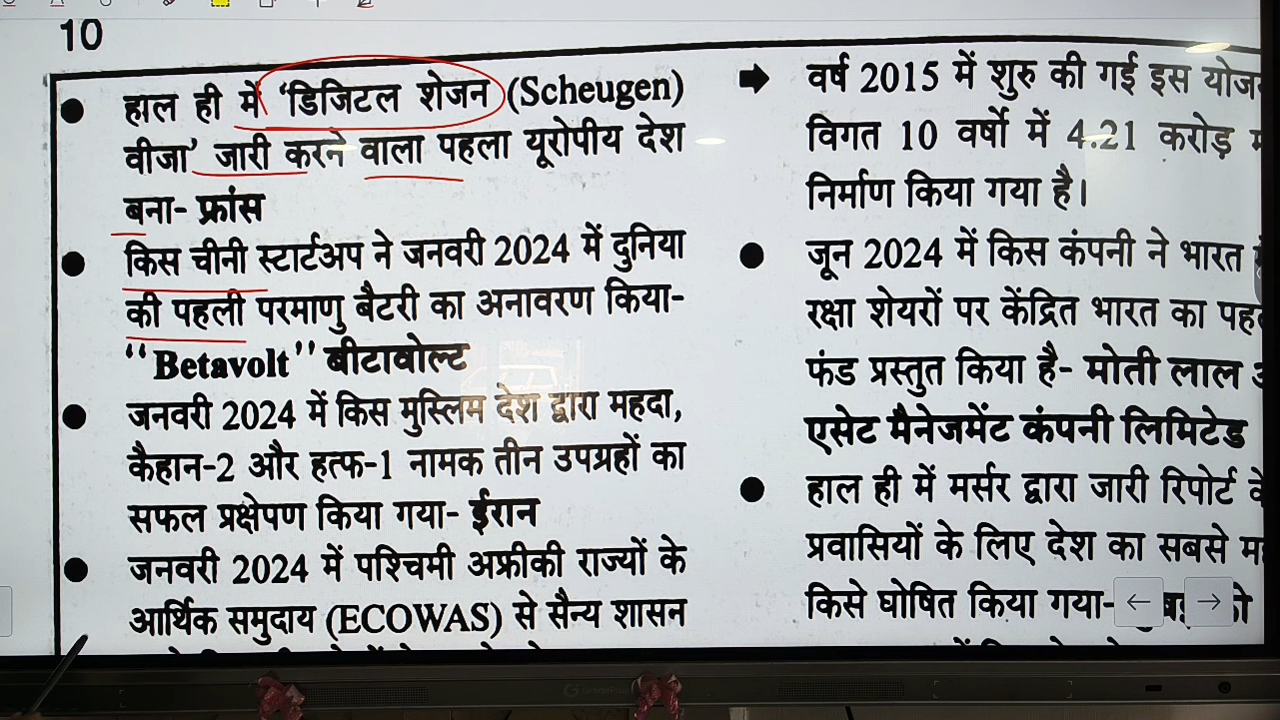 10
हाल ही में 'डिजिटल शेजन (Scheugen)
वीजा' जारी करने वाला पहला यूरोपीय देश
बना- फ्रांस
किस चीनी स्टार्टअप ने जनवरी 2024 में दुनिया
की पहली परमाणु बैटरी का अनावरण किया-
"Betavolt" बीटावोल्ट
जनवरी 2024 में किस मुस्लिम देश द्वारा महदा,
कैहान-2 और हत्फ-1 नामक तीन उपग्रहों का
सफल प्रक्षेपण किया गया- ईरान
जनवरी 2024 में पश्चिमी अफ्रीकी राज्यों के
आर्थिक समुदाय (ECOWAS) से सैन्य शासन
वर्ष 2015 में शुरु की गई इस
विगत 10 वर्षो में 4.21 करोड़
निर्माण किया गया है।
जून 2024 में किस कंपनी ने भारत
रक्षा शेयरों पर केंद्रित भारत का
फंड प्रस्तुत किया है- मोती लाल
एसेट मैनेजमेंट कंपनी लिमिटेड
हाल ही में मर्सर द्वारा जारी रिपोर्ट
प्रवासियों के लिए देश का सबसे
किसे घोषित किया गया-